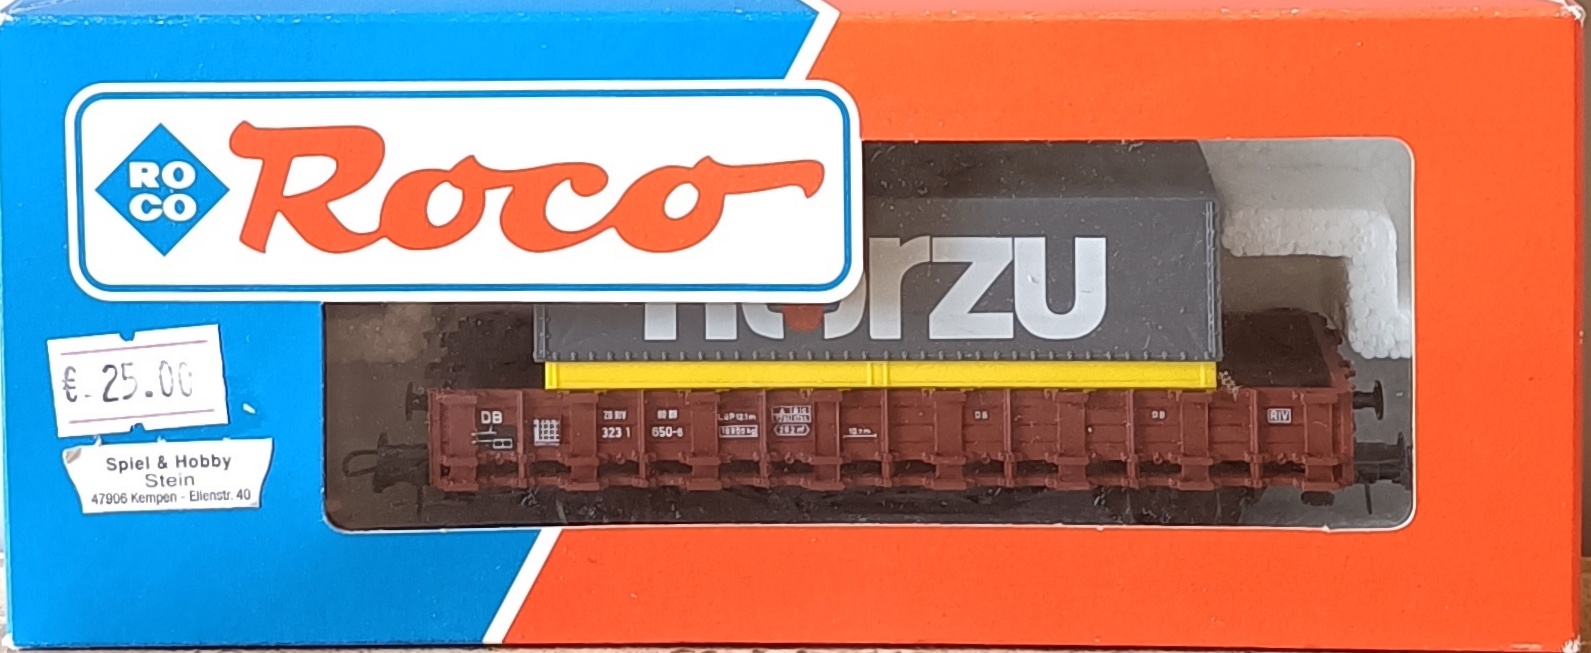 RO
CO
Roco
hörzu
€ 25.00
Spiel & Hobby
Stein
47906 Kempen - Ellenstr. 40
DB
323 1
650-6
DB
DB
RIV